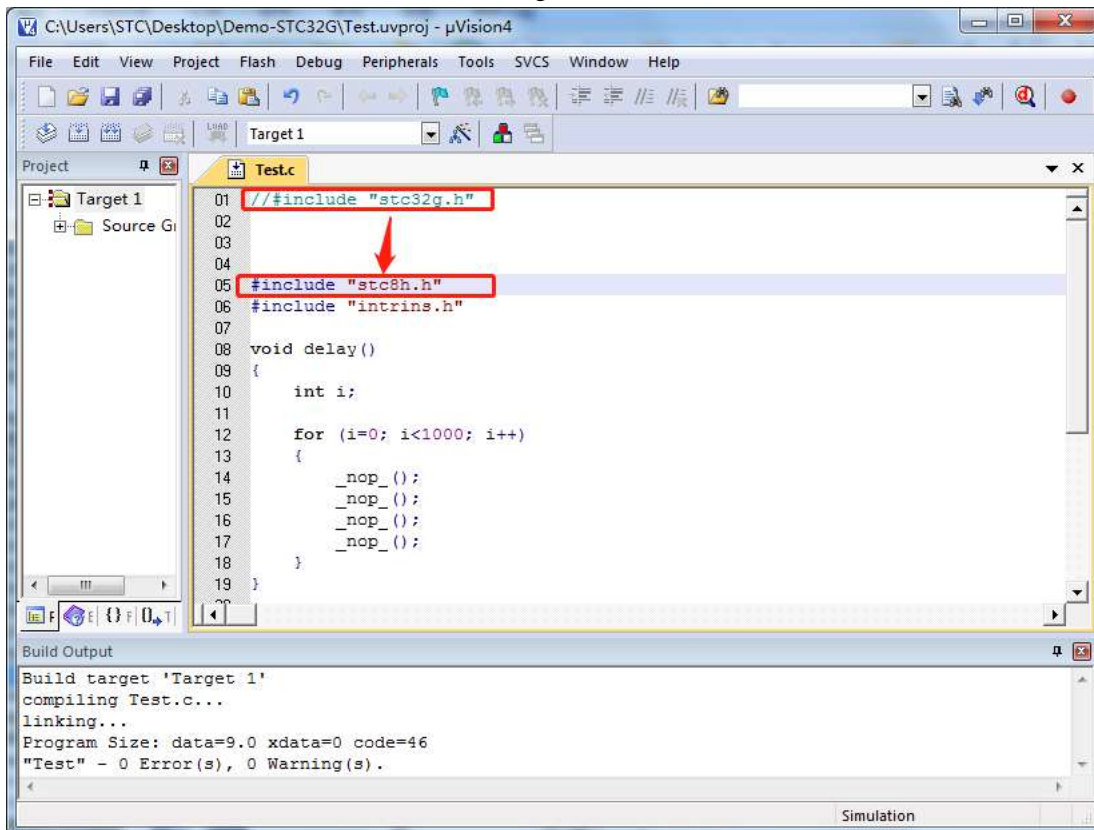 C:\Users\STC\Desktop\Demo-STC32G\Test.uvproj - µVision4
File Edit View Project Flash Debug Peripherals Tools SVCS Window Help
Target 1
Project
Test.c
Target 1
Source Gr
01 //#include "stc32g.h"
02
03
04
05 #include "stc8h.h"
06 #include "intrins.h"
07
08 void delay()
09 {
10 int i;
11
12 for (i=0; i<1000; i++)
13 {
14 _nop_();
15 _nop_();
16 _nop_();
17 _nop_();
18 }
19 }
Build Output
Build target 'Target 1'
compiling Test.c...
linking...
Program Size: data=9.0 xdata=0 code=46
"Test" - 0 Error(s), 0 Warning(s).
Simulation